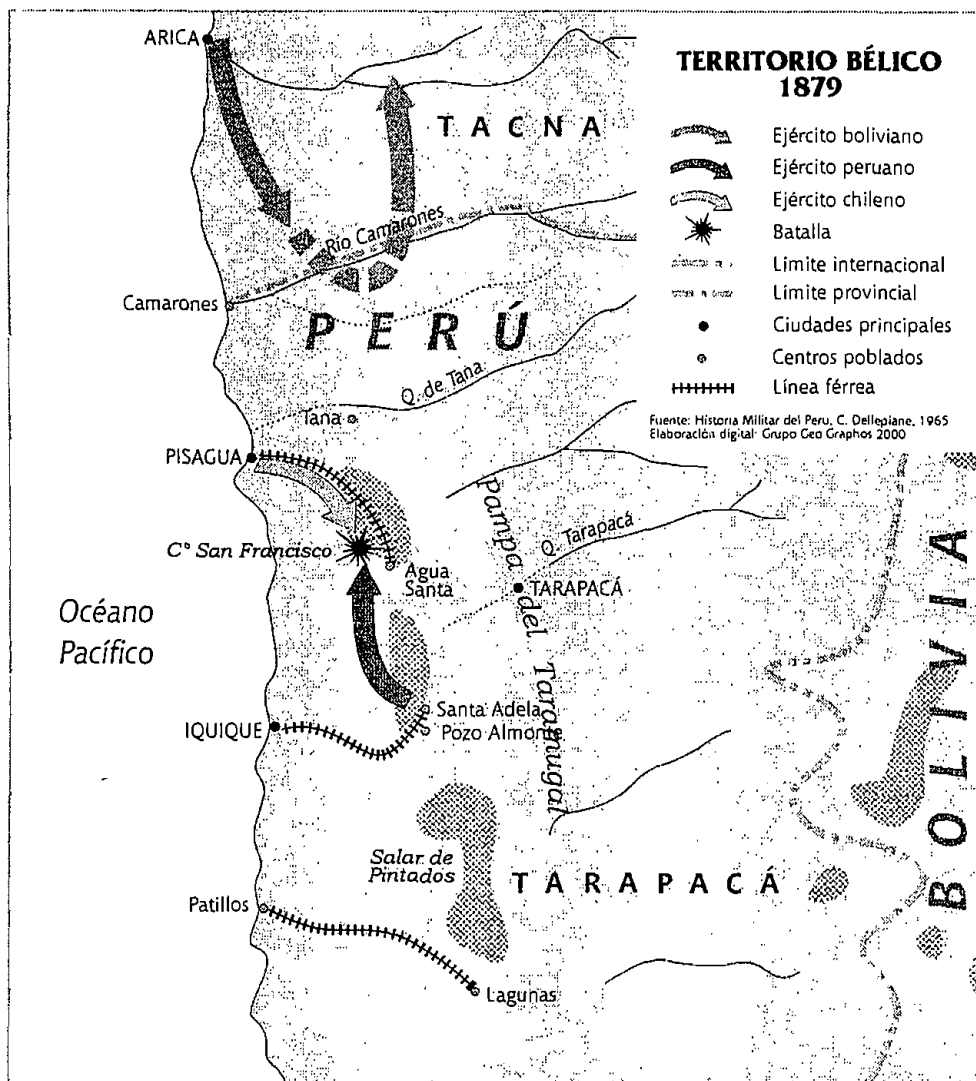 ARICA
TERRITORIO BÉLICO
1879
TACNA
Ejército boliviano
Ejército peruano
Ejército chileno
Batalla
Límite internacional
Límite provincial
Ciudades principales
Centros poblados
Línea férrea
Fuente: Historia Militar del Peru, C. Dellepiane, 1965
Elaboración digital: Grupo Geo Graphos 2000
Río Camarones
Camarones
PERÚ
Q. de Tana
Tana
PISAGUA
Pampa del Tamarugal
Tarapacá
C° San Francisco
Agua
Santa
TARAPACÁ
Océano
Pacífico
BOLIVIA
Santa Adela
IQUIQUE
Pozo Almonte
Salar de
Pintados
TARAPACÁ
Patillos
Lagunas